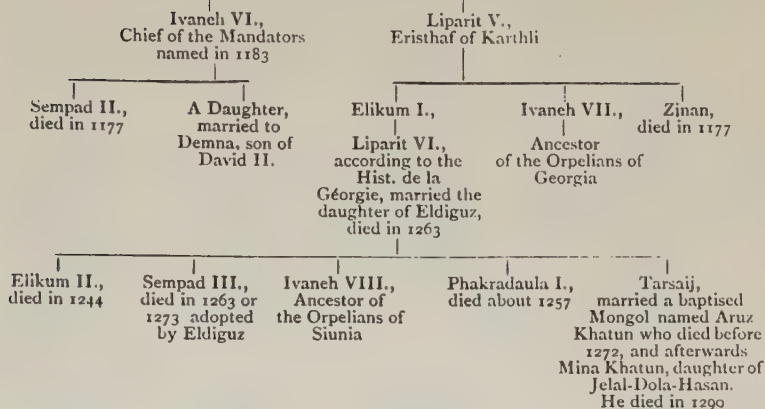 Ivaneh VI.,
Chief of the Mandators
named in 1183
Liparit V.,
Eristhaf of Karthli
Sempad II.,
died in 1177
A Daughter,
married to
Demna, son of
David II.
Elikum I.,
Liparit VI.,
according to the
Hist. de la
Géorgie, married the
daughter of Eldiguz,
died in 1263
Ivaneh VII.,
Ancestor
of the Orpelians of
Georgia
Zinan,
died in 1177
Elikum II.,
died in 1244
Sempad III.,
died in 1263 or
1273 adopted
by Eldiguz
Ivaneh VIII.,
Ancestor of
the Orpelians of
Siunia
Phakradaula I.,
died about 1257
Tarsaij,
married a baptised
Mongol named Aruz
Khatun who died before
1272, and afterwards
Mina Khatun, daughter of
Jelal-Dola-Hasan.
He died in 1290